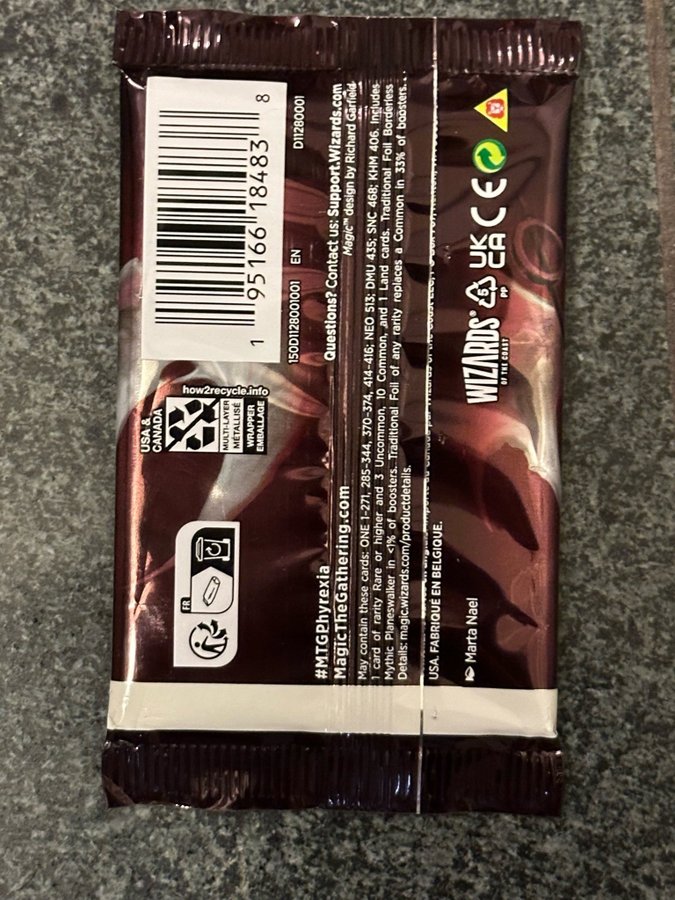 1 95166 18483 8
150D1128001001 EN D11280001
how2recycle.info
USA &
CANADA
MULTI-LAYER
MÉTALLISÉ
WRAPPER
EMBALLAGE
FR
#MTGPhyrexia Questions? Contact us: Support.Wizards.com
MagicTheGathering.com Magic™ design by Richard Garfield
May contain these cards: ONE 1-271, 285-344, 370-374, 414-416; NEO 513; DMU 435; SNC 468; KHM 406. Includes
1 card of rarity Rare or higher and 3 Uncommon, 10 Common, and 1 Land cards. Traditional Foil Borderless
Mythic Planeswalker in <1% of boosters. Traditional Foil of any rarity replaces a Common in 33% of boosters.
Details: magic.wizards.com/productdetails.
USA. FABRIQUÉ EN BELGIQUE.
Marta Nael
WIZARDS®
OF THE COAST
5
PP
UK
CA
CE